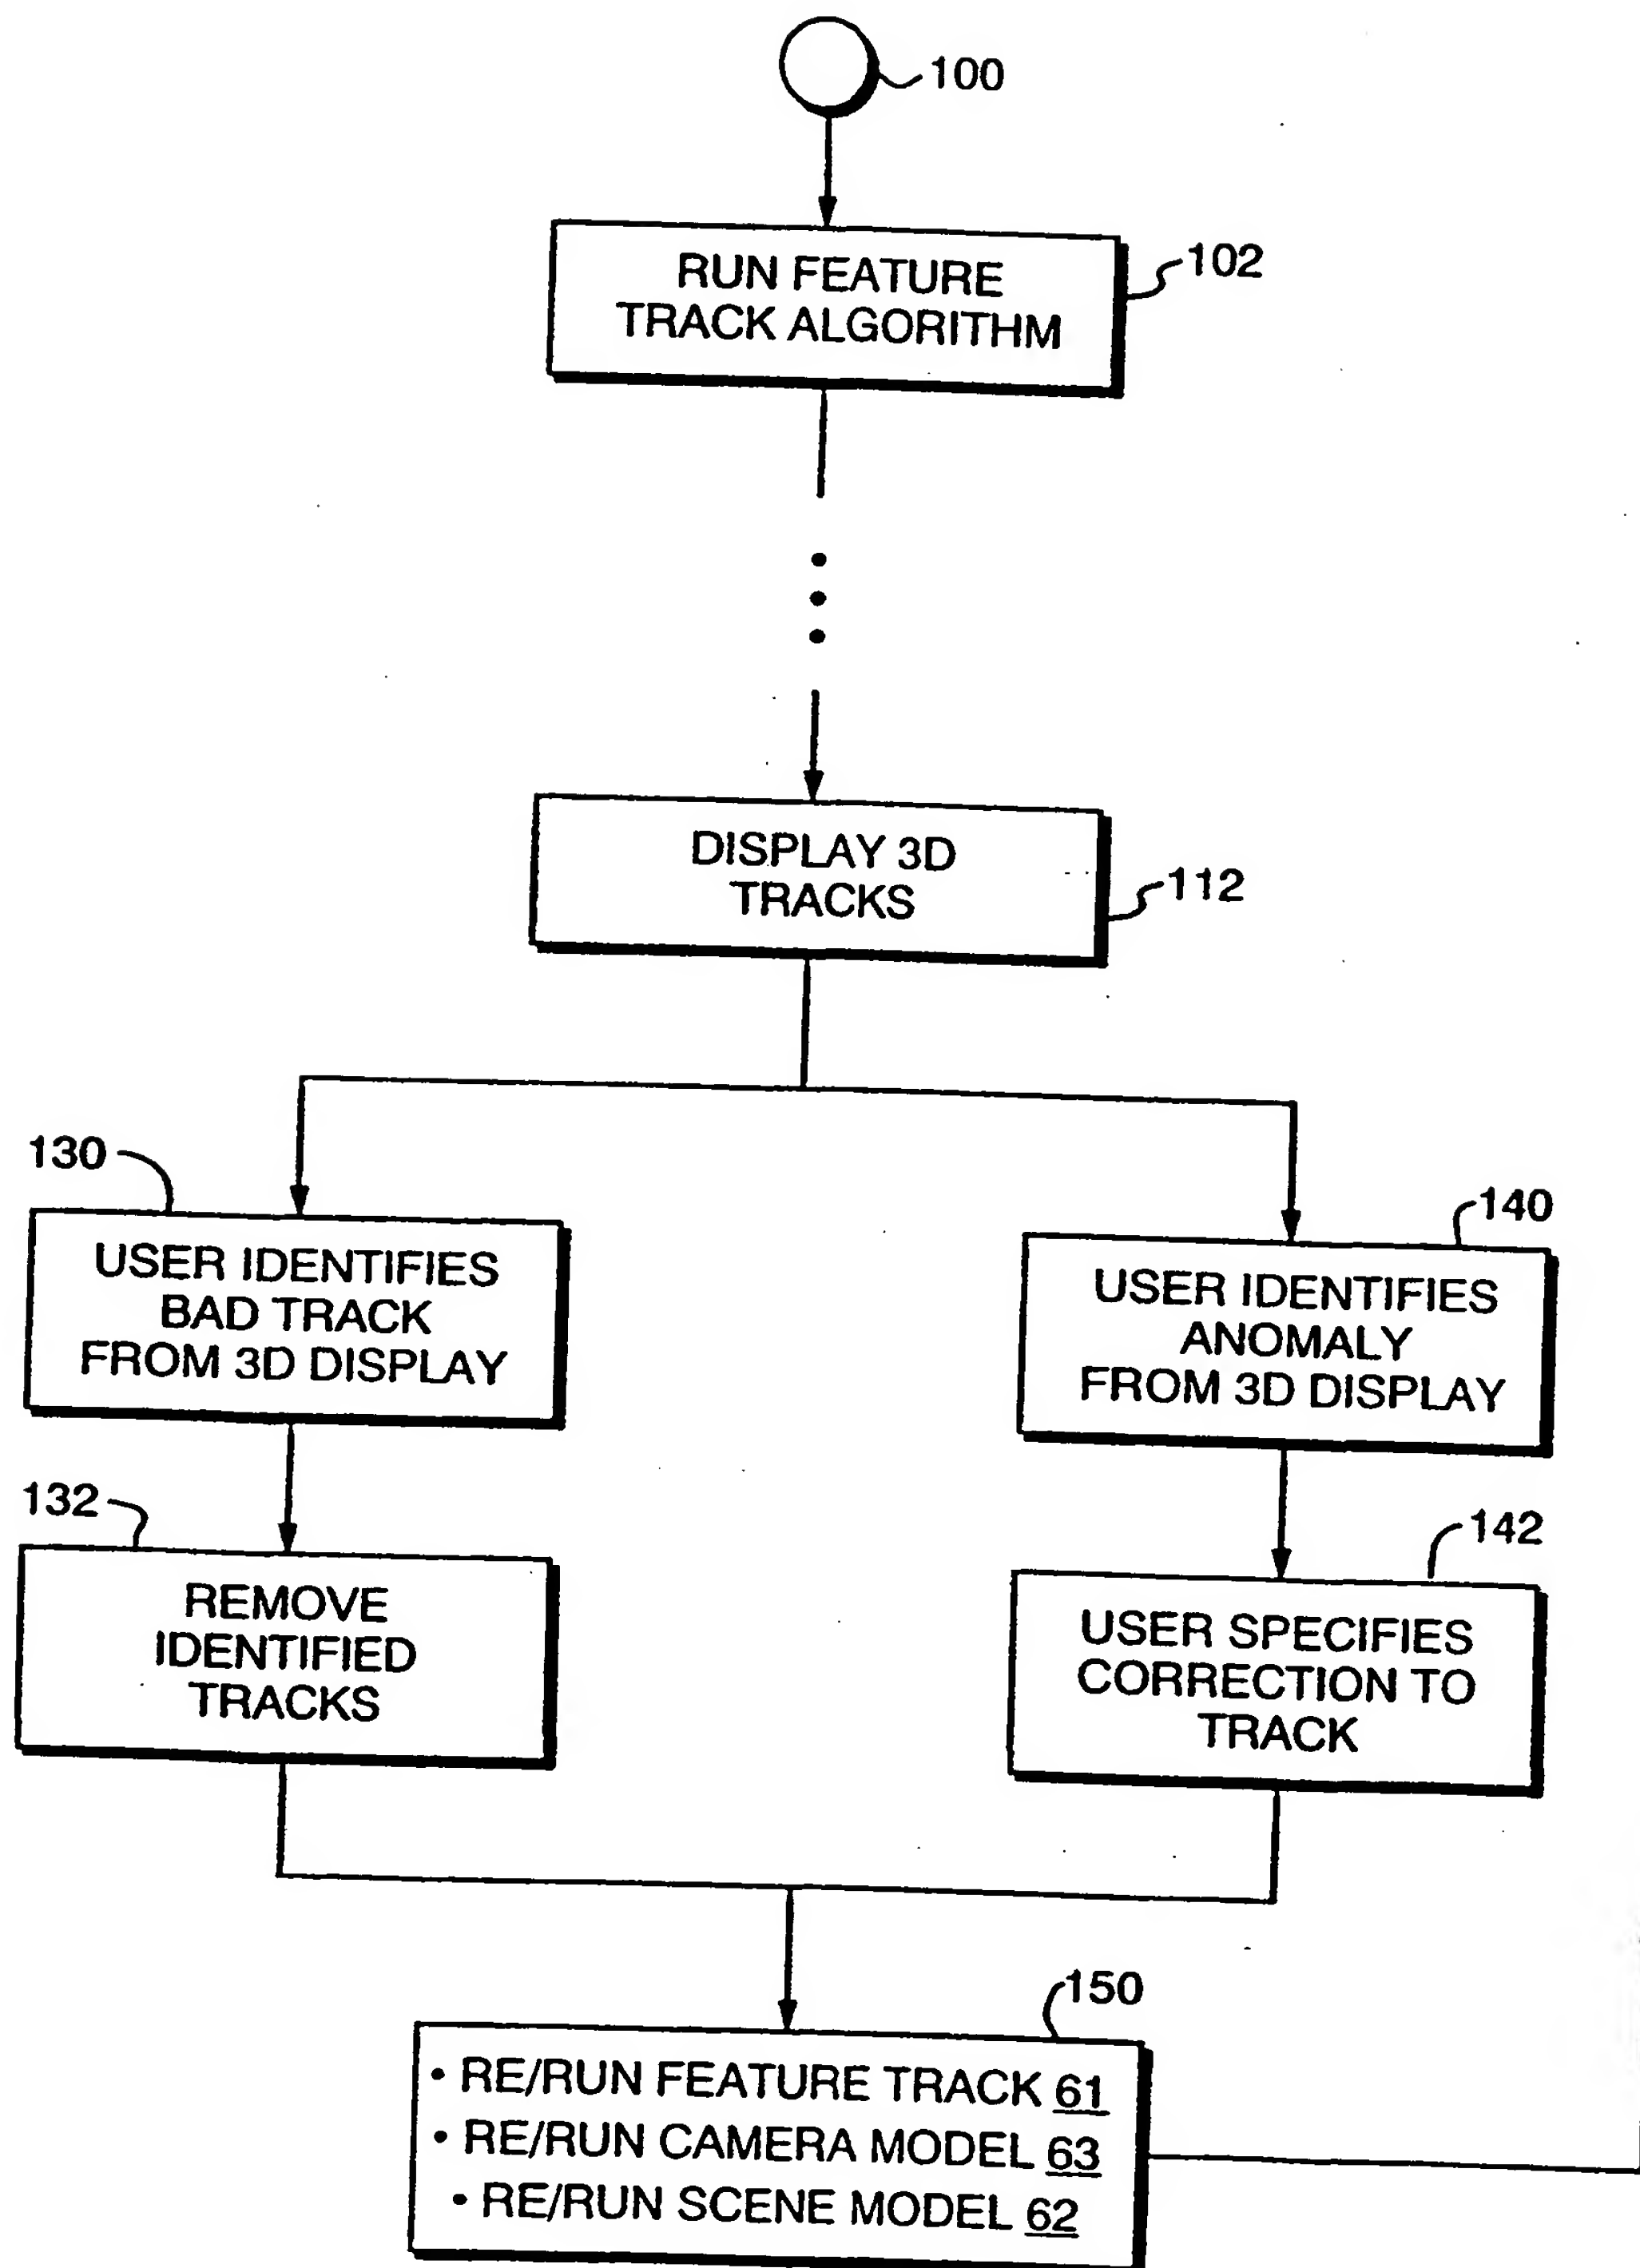 100
RUN FEATURE
TRACK ALGORITHM
102
DISPLAY 3D
TRACKS
112
130
USER IDENTIFIES
BAD TRACK
FROM 3D DISPLAY
140
USER IDENTIFIES
ANOMALY
FROM 3D DISPLAY
132
REMOVE
IDENTIFIED
TRACKS
142
USER SPECIFIES
CORRECTION TO
TRACK
150
• RE/RUN FEATURE TRACK 61
• RE/RUN CAMERA MODEL 63
• RE/RUN SCENE MODEL 62